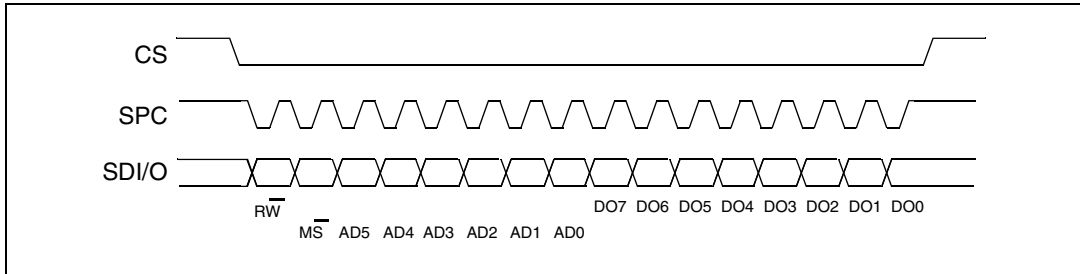 CS
SPC
SDI/O
RW DO7 DO6 DO5 DO4 DO3 DO2 DO1 DO0
MS AD5 AD4 AD3 AD2 AD1 AD0